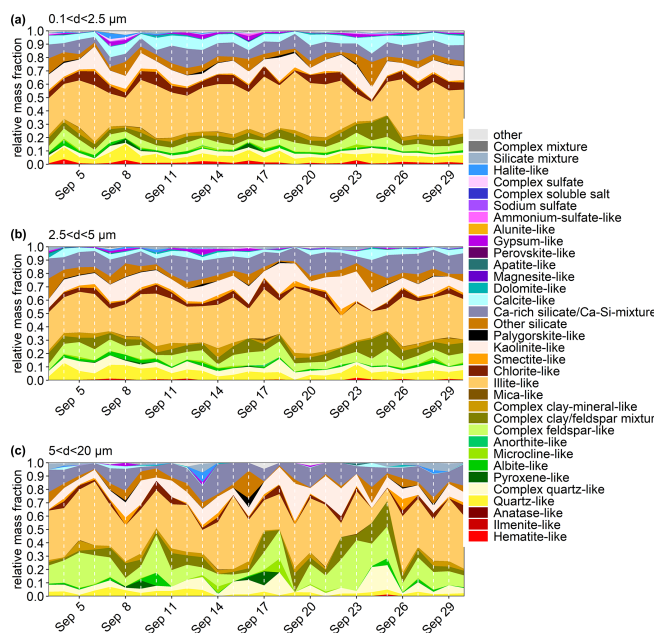 (a) 0.1<d<2.5 µm
relative mass fraction
1.0
0.9
0.8
0.7
0.6
0.5
0.4
0.3
0.2
0.1
0.0
Sep 5
Sep 8
Sep 11
Sep 14
Sep 17
Sep 20
Sep 23
Sep 26
Sep 29
(b) 2.5<d<5 µm
relative mass fraction
1.0
0.9
0.8
0.7
0.6
0.5
0.4
0.3
0.2
0.1
0.0
Sep 5
Sep 8
Sep 11
Sep 14
Sep 17
Sep 20
Sep 23
Sep 26
Sep 29
(c) 5<d<20 µm
relative mass fraction
1.0
0.9
0.8
0.7
0.6
0.5
0.4
0.3
0.2
0.1
0.0
Sep 5
Sep 8
Sep 11
Sep 14
Sep 17
Sep 20
Sep 23
Sep 26
Sep 29
other
Complex mixture
Silicate mixture
Halite-like
Complex sulfate
Complex soluble salt
Sodium sulfate
Ammonium-sulfate-like
Alunite-like
Gypsum-like
Perovskite-like
Apatite-like
Magnesite-like
Dolomite-like
Calcite-like
Ca-rich silicate/Ca-Si-mixture
Other silicate
Palygorskite-like
Kaolinite-like
Smectite-like
Chlorite-like
Illite-like
Mica-like
Complex clay-mineral-like
Complex clay/feldspar mixture
Complex feldspar-like
Anorthite-like
Microcline-like
Albite-like
Pyroxene-like
Complex quartz-like
Quartz-like
Anatase-like
Ilmenite-like
Hematite-like